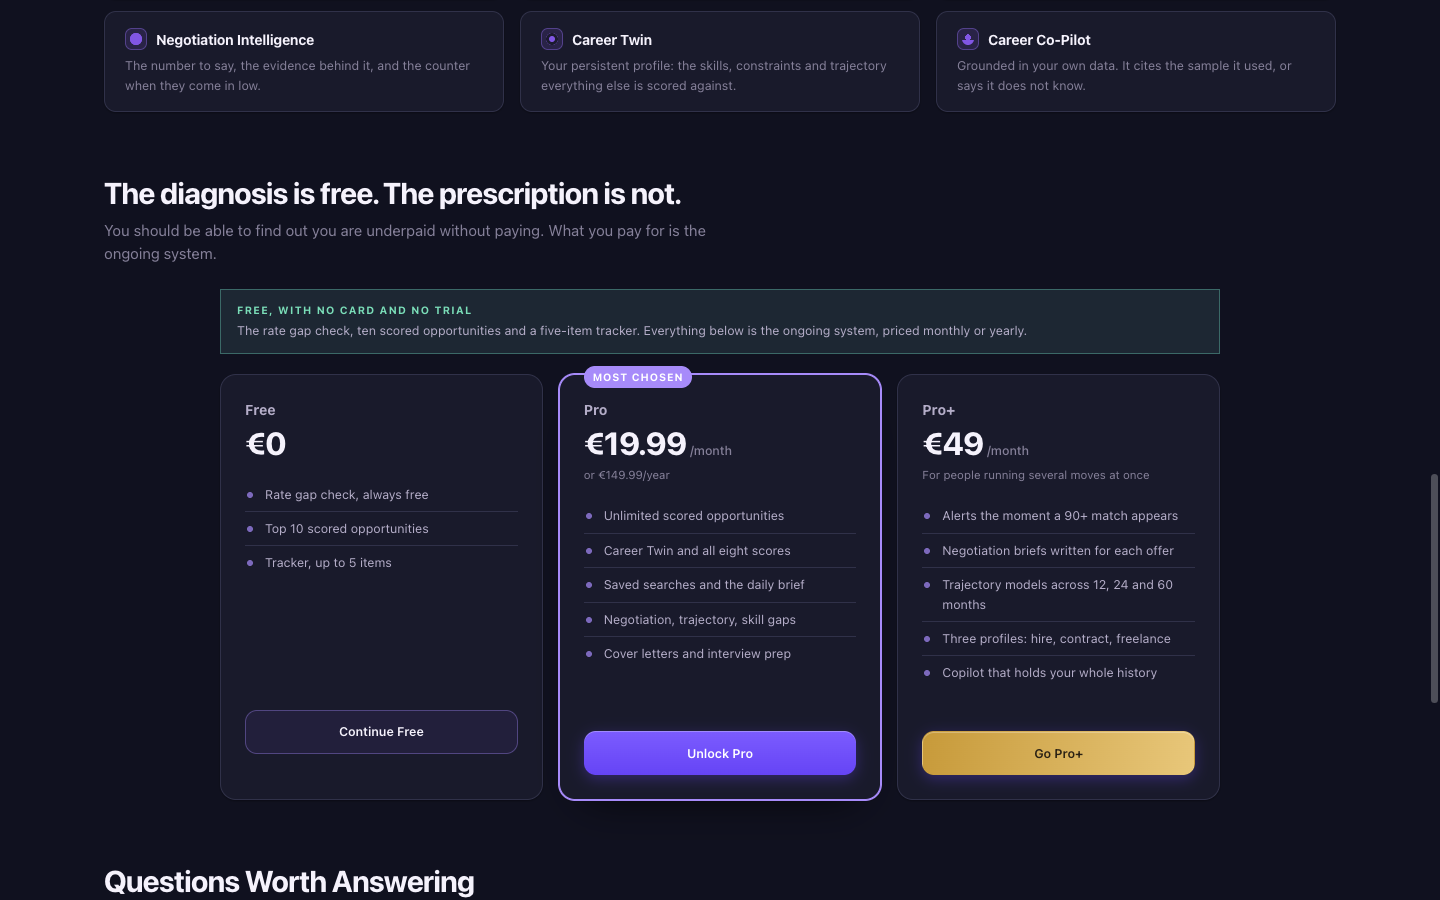 Negotiation Intelligence
The number to say, the evidence behind it, and the counter
when they come in low.
Career Twin
Your persistent profile: the skills, constraints and trajectory
everything else is scored against.
Career Co-Pilot
Grounded in your own data. It cites the sample it used, or
says it does not know.
The diagnosis is free. The prescription is not.
You should be able to find out you are underpaid without paying. What you pay for is the
ongoing system.
FREE, WITH NO CARD AND NO TRIAL
The rate gap check, ten scored opportunities and a five-item tracker. Everything below is the ongoing system, priced monthly or yearly.
Free
€0
Rate gap check, always free
Top 10 scored opportunities
Tracker, up to 5 items
Continue Free
MOST CHOSEN
Pro
€19.99 /month
or €149.99/year
Unlimited scored opportunities
Career Twin and all eight scores
Saved searches and the daily brief
Negotiation, trajectory, skill gaps
Cover letters and interview prep
Unlock Pro
Pro+
€49 /month
For people running several moves at once
Alerts the moment a 90+ match appears
Negotiation briefs written for each offer
Trajectory models across 12, 24 and 60
months
Three profiles: hire, contract, freelance
Copilot that holds your whole history
Go Pro+
Questions Worth Answering